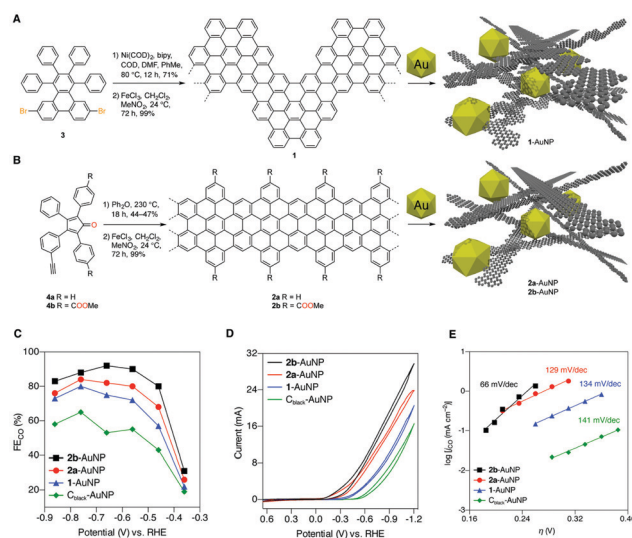 A
1) Ni(COD)2, bipy,
COD, DMF, PhMe,
80 °C, 12 h, 71%
2) FeCl3, CH2Cl2,
MeNO2, 24 °C,
72 h, 99%
Br
Br
3
1
Au
1-AuNP
B
R
O
R
1) Ph2O, 230 °C,
18 h, 44–47%
2) FeCl3, CH2Cl2,
MeNO2, 24 °C,
72 h, 99%
4a R = H
4b R = COOMe
R R R R
R R R R
2a R = H
2b R = COOMe
Au
2a-AuNP
2b-AuNP
C
FECO (%)
100
80
60
40
20
2b-AuNP
2a-AuNP
1-AuNP
Cblack-AuNP
-0.9 -0.8 -0.7 -0.6 -0.5 -0.4 -0.3
Potential (V) vs. RHE
D
Current (mA)
32
24
16
8
0
2b-AuNP
2a-AuNP
1-AuNP
Cblack-AuNP
0.6 0.3 0.0 -0.3 -0.6 -0.9 -1.2
Potential (V) vs. RHE
E
log [jCO (mA cm-2)]
1
0
-1
-2
-3
66 mV/dec
129 mV/dec
134 mV/dec
141 mV/dec
2b-AuNP
2a-AuNP
1-AuNP
Cblack-AuNP
0.16 0.24 0.32 0.40
η (V)